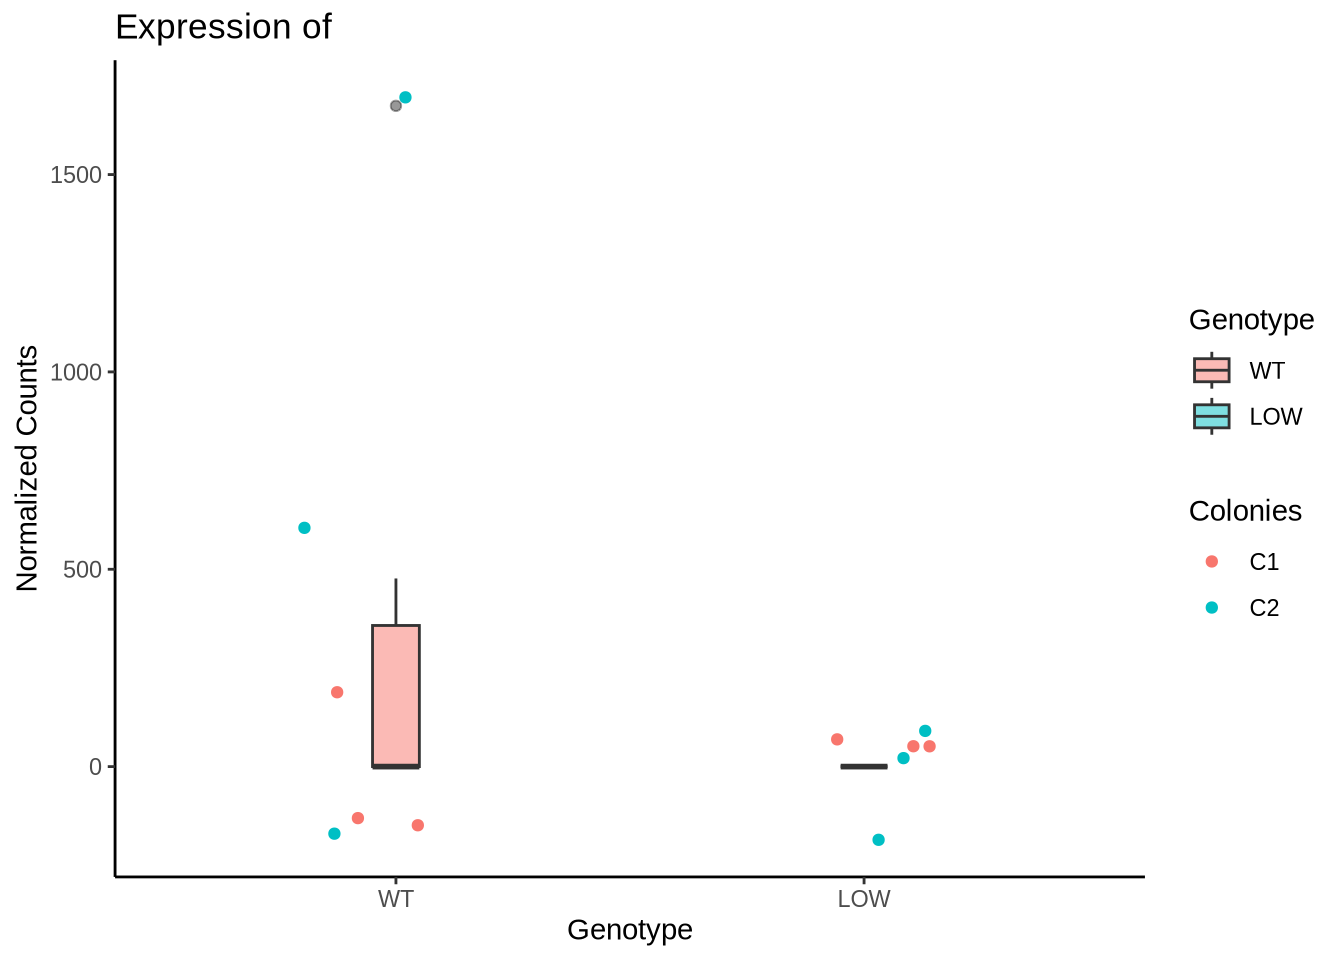 Expression of
1500
1000
500
0
Normalized Counts
WT
LOW
Genotype
Genotype
WT
LOW
Colonies
C1
C2